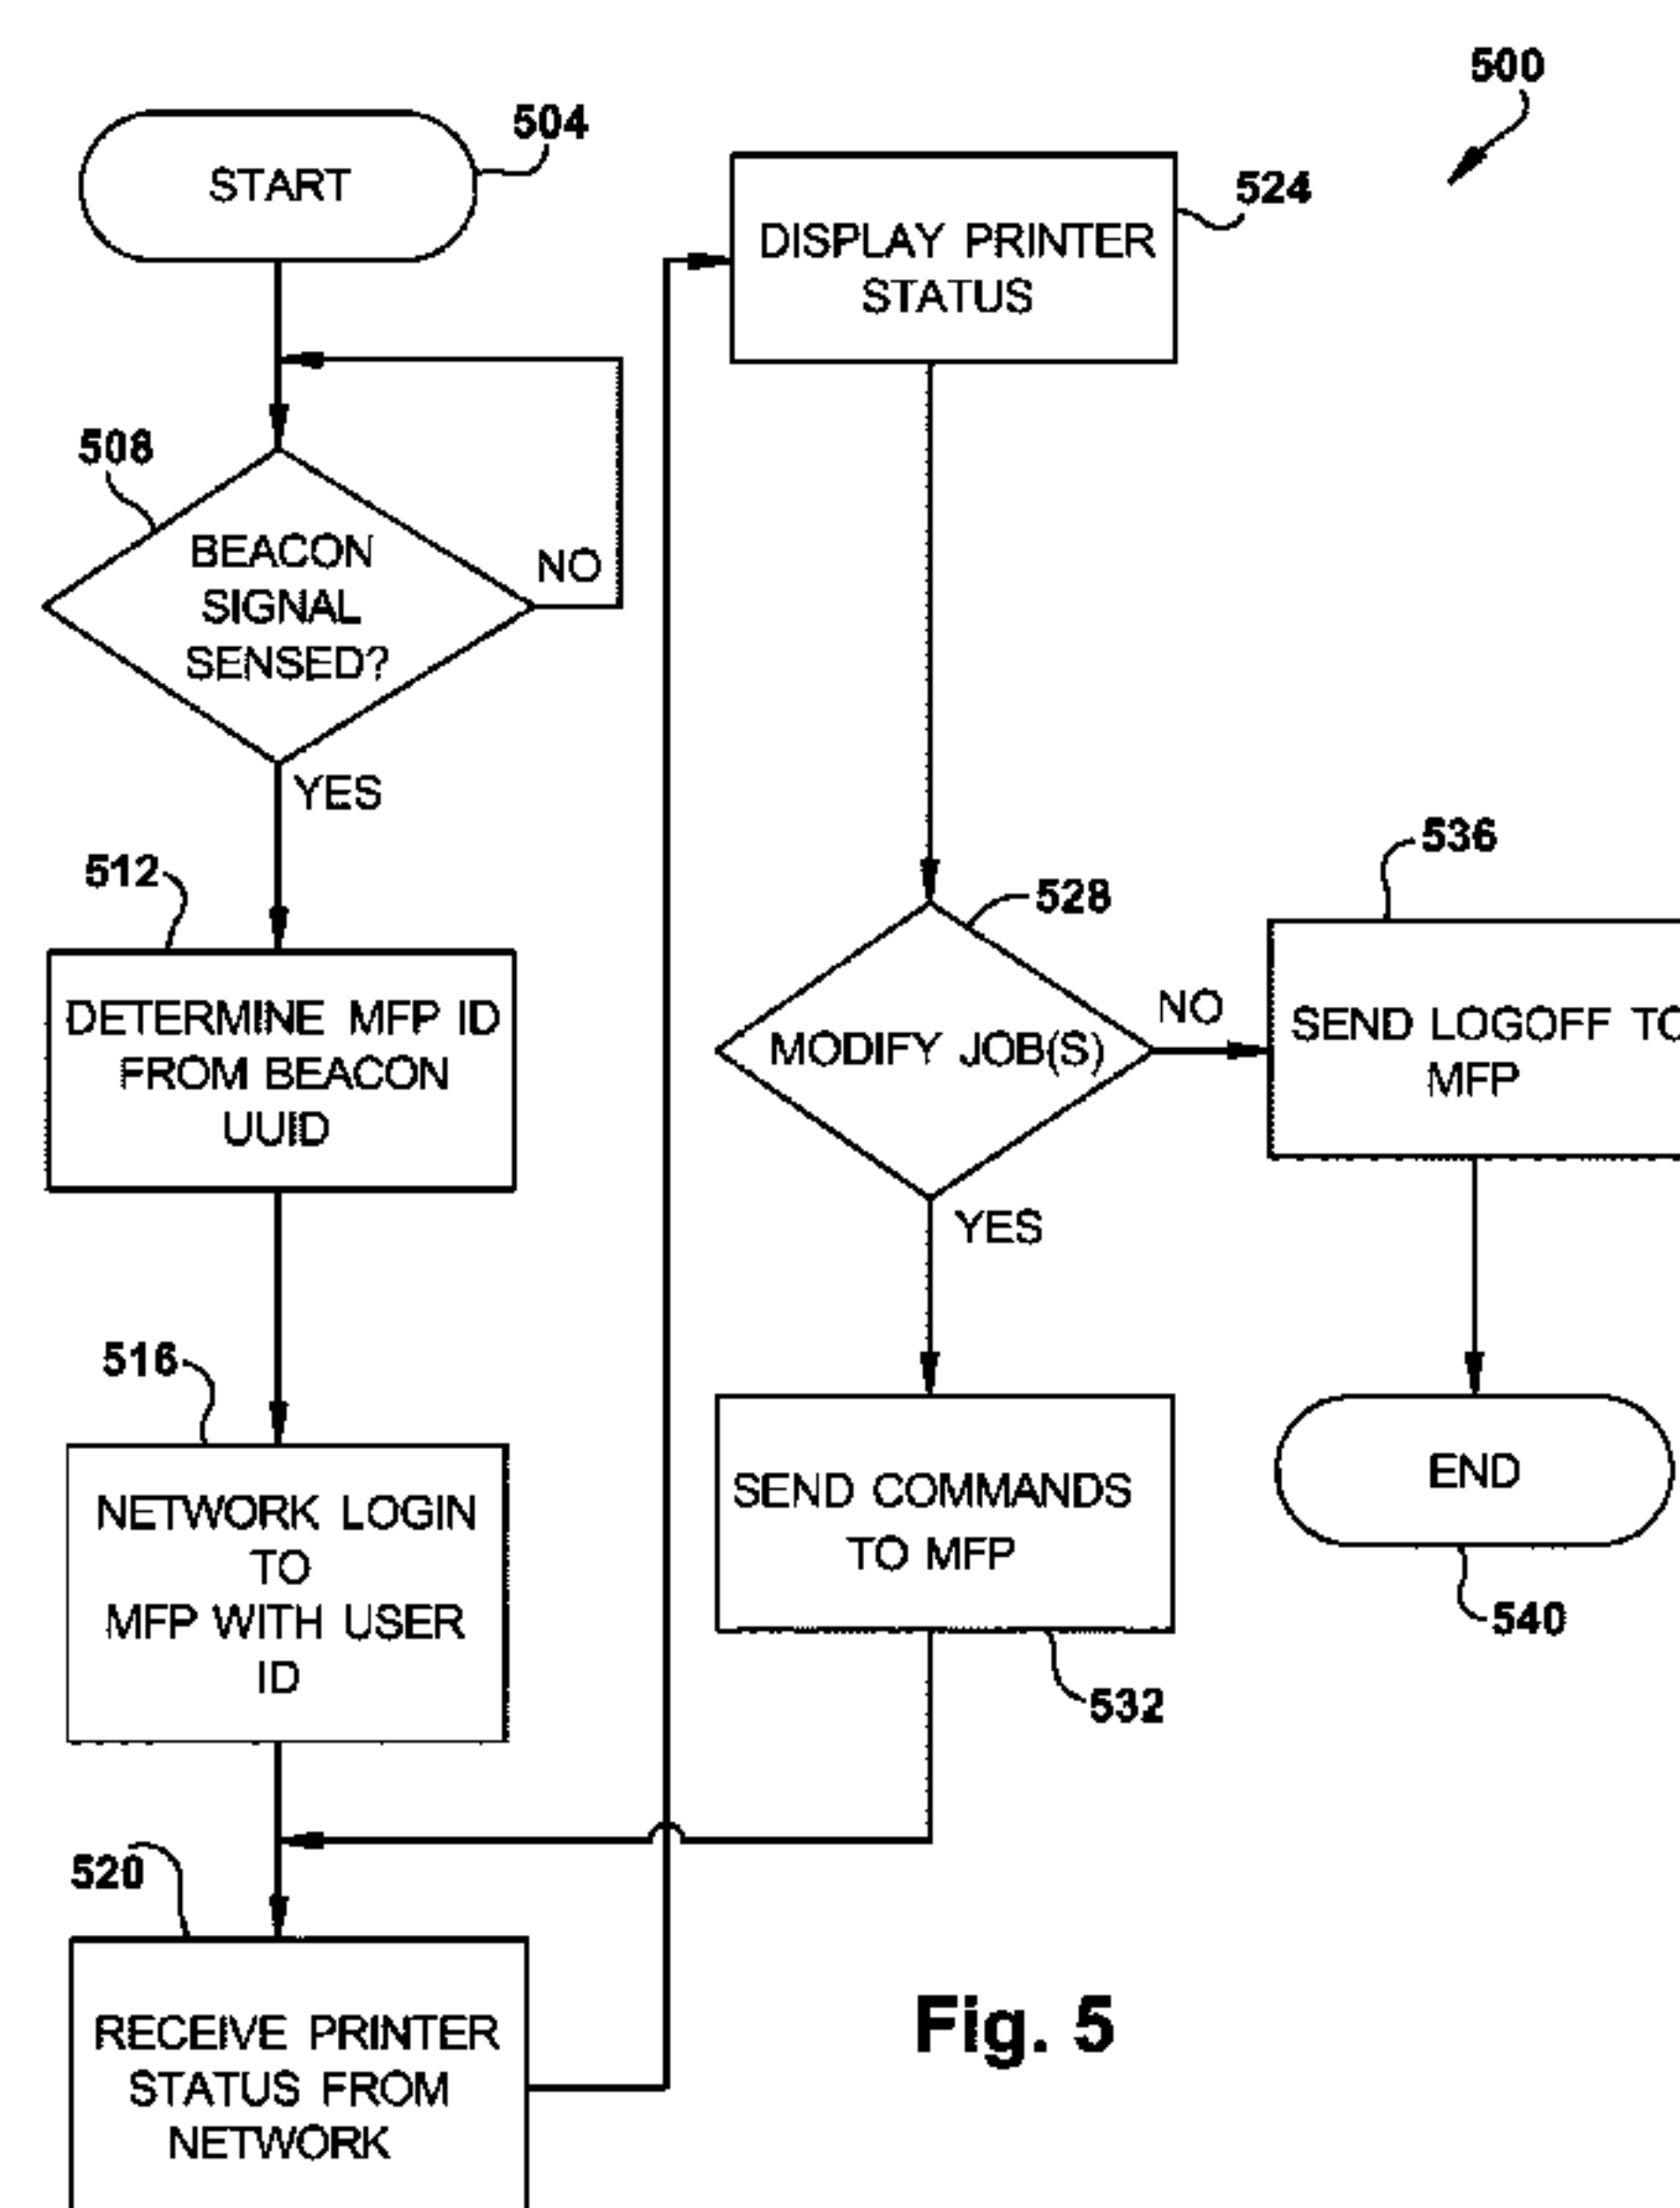 500
504
START
524
DISPLAY PRINTER
STATUS
508
BEACON
SIGNAL
SENSED?
NO
YES
512
DETERMINE MFP ID
FROM BEACON
UUID
516
NETWORK LOGIN
TO
MFP WITH USER
ID
520
RECEIVE PRINTER
STATUS FROM
NETWORK
528
MODIFY JOB(S)
NO
YES
536
SEND LOGOFF TO
MFP
SEND COMMANDS
TO MFP
532
END
540
Fig. 5